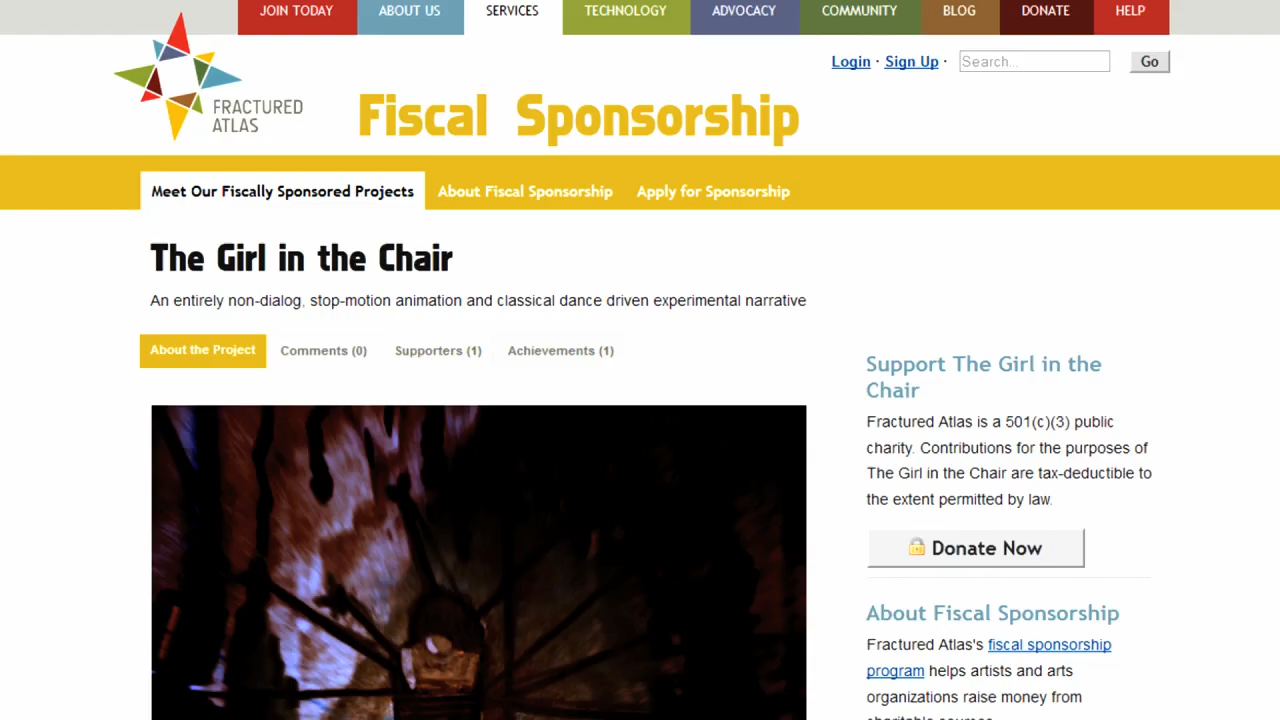 JOIN TODAY ABOUT US SERVICES TECHNOLOGY ADVOCACY COMMUNITY BLOG DONATE HELP
Login · Sign Up · Search... Go
FRACTURED
ATLAS
Fiscal Sponsorship
Meet Our Fiscally Sponsored Projects About Fiscal Sponsorship Apply for Sponsorship
The Girl in the Chair
An entirely non-dialog, stop-motion animation and classical dance driven experimental narrative
About the Project Comments (0) Supporters (1) Achievements (1)
Support The Girl in the
Chair
Fractured Atlas is a 501(c)(3) public
charity. Contributions for the purposes of
The Girl in the Chair are tax-deductible to
the extent permitted by law.
Donate Now
About Fiscal Sponsorship
Fractured Atlas's fiscal sponsorship
program helps artists and arts
organizations raise money from